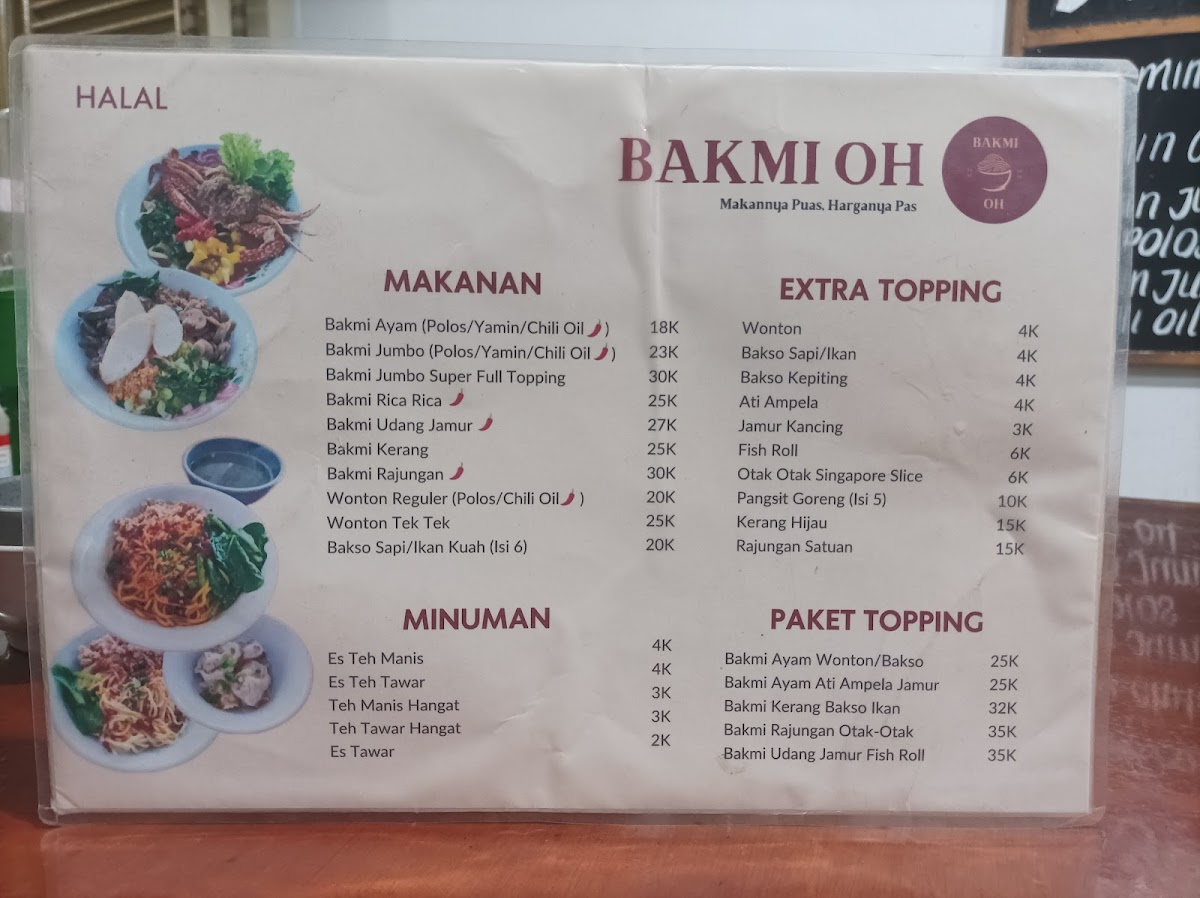 HALAL
BAKMI OH
Makannya Puas, Harganya Pas
BAKMI
OH
MAKANAN
Bakmi Ayam (Polos/Yamin/Chili Oil ) 18K
Bakmi Jumbo (Polos/Yamin/Chili Oil ) 23K
Bakmi Jumbo Super Full Topping 30K
Bakmi Rica Rica 25K
Bakmi Udang Jamur 27K
Bakmi Kerang 25K
Bakmi Rajungan 30K
Wonton Reguler (Polos/Chili Oil ) 20K
Wonton Tek Tek 25K
Bakso Sapi/Ikan Kuah (Isi 6) 20K
EXTRA TOPPING
Wonton 4K
Bakso Sapi/Ikan 4K
Bakso Kepiting 4K
Ati Ampela 4K
Jamur Kancing 3K
Fish Roll 6K
Otak Otak Singapore Slice 6K
Pangsit Goreng (Isi 5) 10K
Kerang Hijau 15K
Rajungan Satuan 15K
MINUMAN
Es Teh Manis 4K
Es Teh Tawar 4K
Teh Manis Hangat 3K
Teh Tawar Hangat 3K
Es Tawar 2K
PAKET TOPPING
Bakmi Ayam Wonton/Bakso 25K
Bakmi Ayam Ati Ampela Jamur 25K
Bakmi Kerang Bakso Ikan 32K
Bakmi Rajungan Otak-Otak 35K
Bakmi Udang Jamur Fish Roll 35K
POLOS
OIL